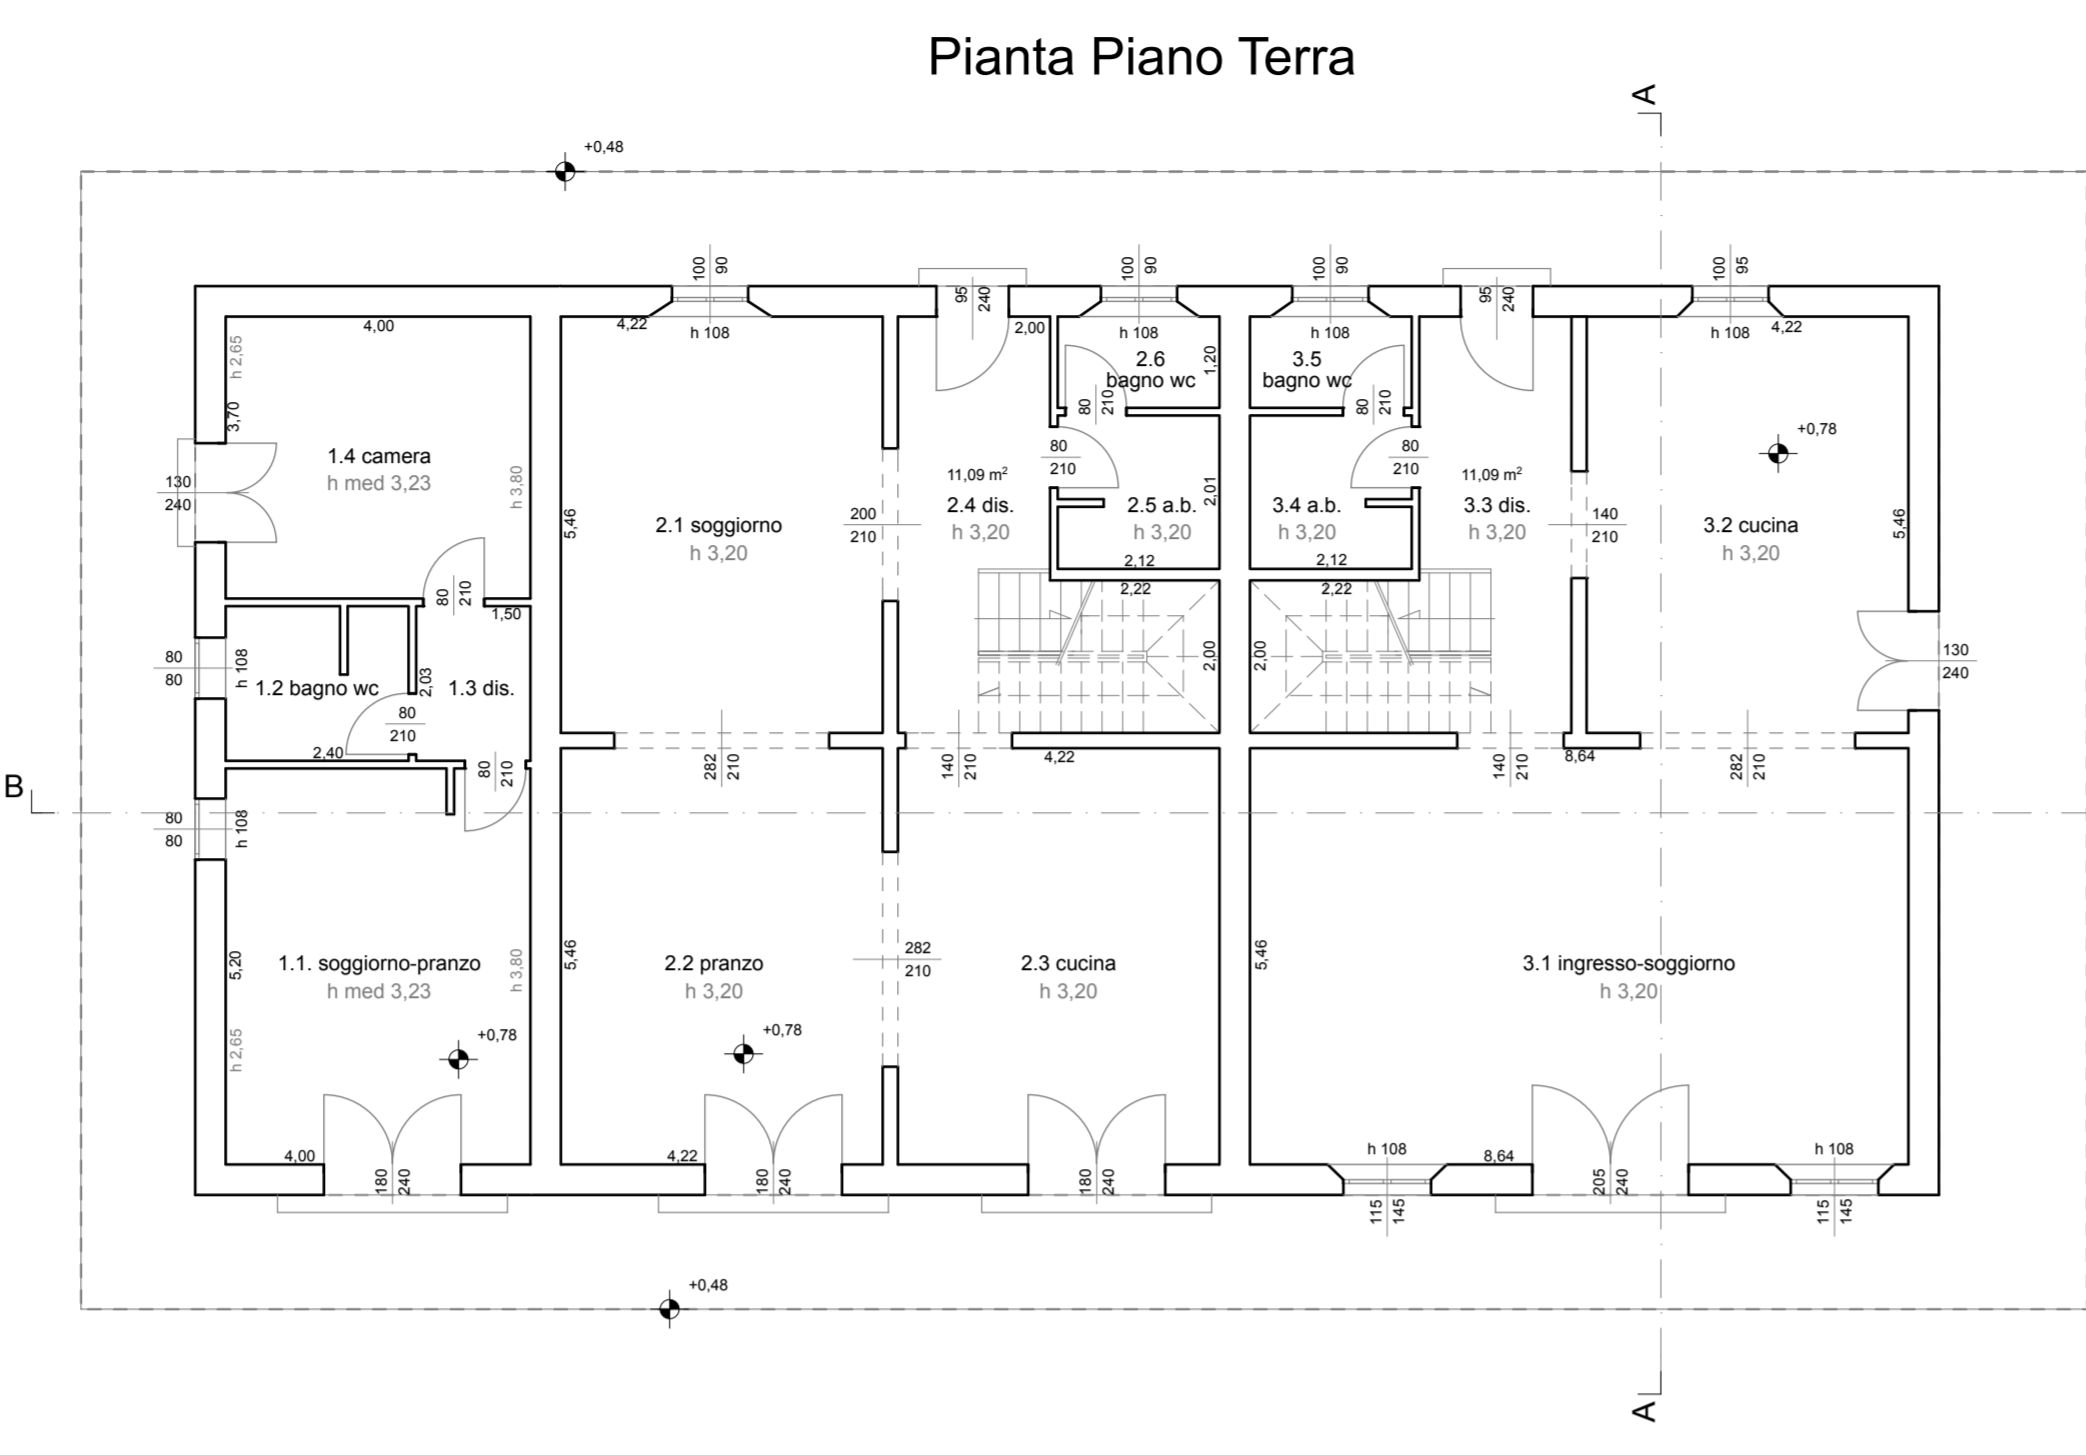 Pianta Piano Terra
A
+0,48
100
90
95
240
100
90
100
90
95
240
100
95
4,00
4,22
h 108
2,00
h 108
h 108
h 108
4,22
h 2,65
3,70
2.6
bagno wc
1,20
3.5
bagno wc
80
210
80
210
+0,78
1.4 camera
h med 3,23
h 3,80
130
240
5,46
2.1 soggiorno
h 3,20
200
210
11,09 m²
2.4 dis.
h 3,20
80
210
2.5 a.b.
h 3,20
2,01
3.4 a.b.
h 3,20
80
210
11,09 m²
3.3 dis.
h 3,20
140
210
3.2 cucina
h 3,20
5,46
2,12
2,12
2,22
2,22
80
210
1,50
80
80
h 108
1.2 bagno wc
2,03
1.3 dis.
2,00
2,00
130
240
80
210
2,40
80
210
282
210
140
210
4,22
140
210
8,64
282
210
B
80
80
h 108
5,20
1.1. soggiorno-pranzo
h med 3,23
h 3,80
5,46
2.2 pranzo
h 3,20
282
210
2.3 cucina
h 3,20
5,46
3.1 ingresso-soggiorno
h 3,20
h 2,65
+0,78
+0,78
4,00
180
240
4,22
180
240
180
240
h 108
8,64
205
240
h 108
115
145
115
145
+0,48
A